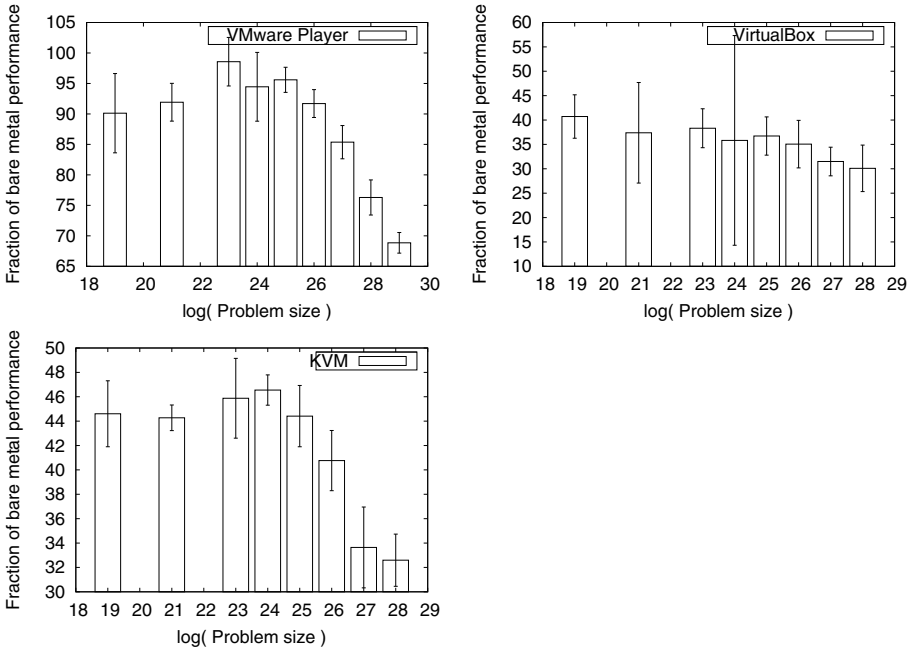 Fraction of bare metal performance
105
100
95
90
85
80
75
70
65
VMware Player
18 20 22 24 26 28 30
log( Problem size )
Fraction of bare metal performance
60
55
50
45
40
35
30
25
20
15
10
VirtualBox
18 19 20 21 22 23 24 25 26 27 28 29
log( Problem size )
Fraction of bare metal performance
50
48
46
44
42
40
38
36
34
32
30
KVM
18 19 20 21 22 23 24 25 26 27 28 29
log( Problem size )